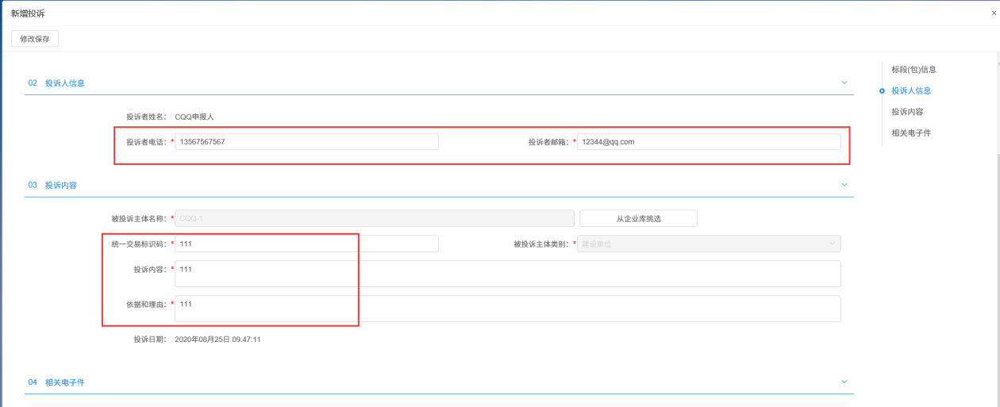 新增投诉
×
修改保存
02 投诉人信息
投诉者姓名： CQQ申报人
投诉者电话：* 13567567567 投诉者邮箱：* 12344@qq.com
03 投诉内容
被投诉主体名称：* CQQ-1 从企业库挑选
统一交易标识码：* 111 被投诉主体类别：* 建设单位
投诉内容：* 111
依据和理由：* 111
投诉日期： 2020年08月25日 09:47:11
04 相关电子件
标段(包)信息
投诉人信息
投诉内容
相关电子件